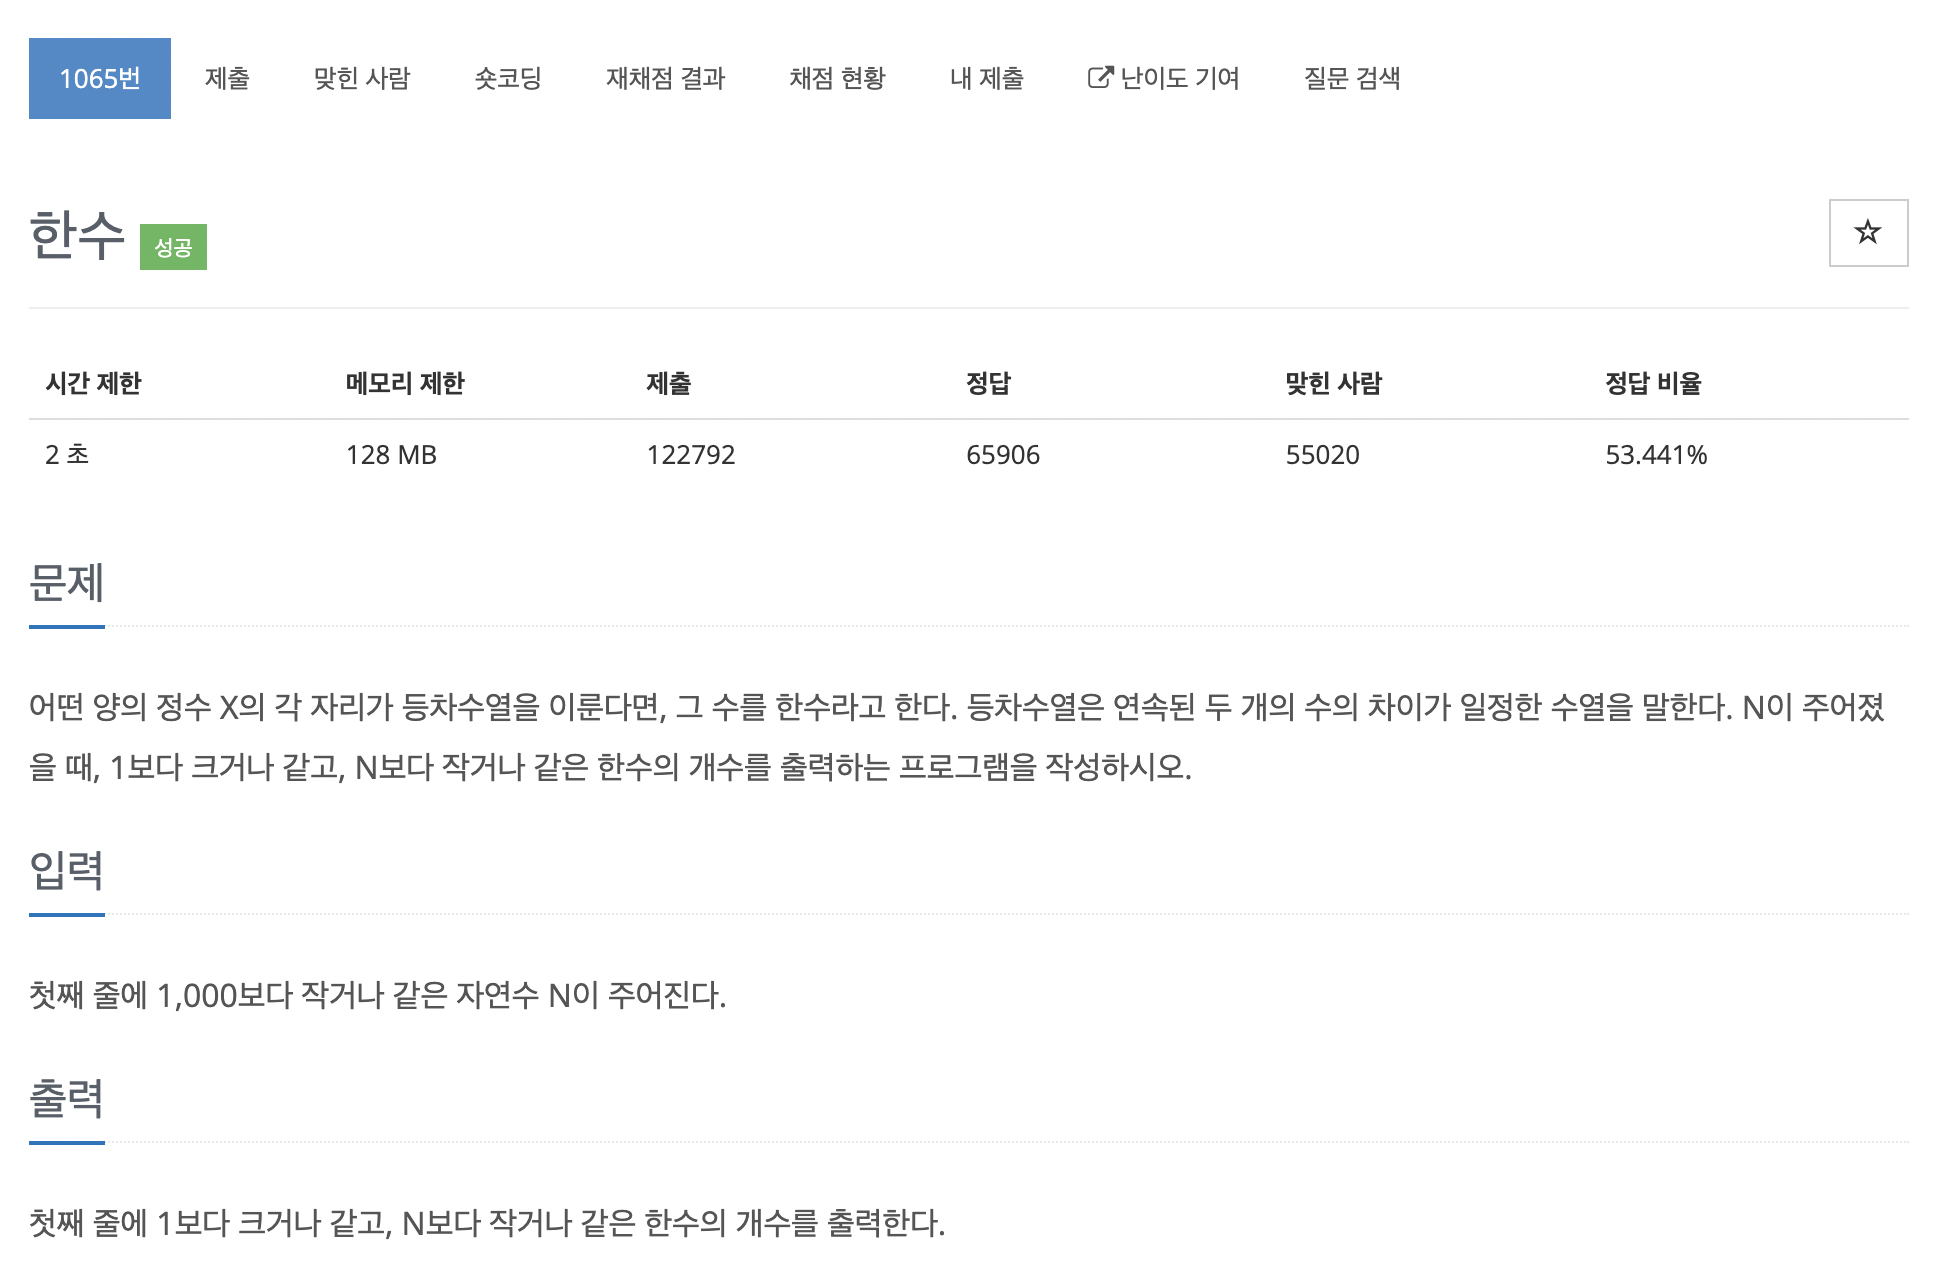 1065번 제출 맞힌 사람 숏코딩 재채점 결과 채점 현황 내 제출 난이도 기여 질문 검색
한수 성공
시간 제한 메모리 제한 제출 정답 맞힌 사람 정답 비율
2 초 128 MB 122792 65906 55020 53.441%
문제
어떤 양의 정수 X의 각 자리가 등차수열을 이룬다면, 그 수를 한수라고 한다. 등차수열은 연속된 두 개의 수의 차이가 일정한 수열을 말한다. N이 주어졌
을 때, 1보다 크거나 같고, N보다 작거나 같은 한수의 개수를 출력하는 프로그램을 작성하시오.
입력
첫째 줄에 1,000보다 작거나 같은 자연수 N이 주어진다.
출력
첫째 줄에 1보다 크거나 같고, N보다 작거나 같은 한수의 개수를 출력한다.